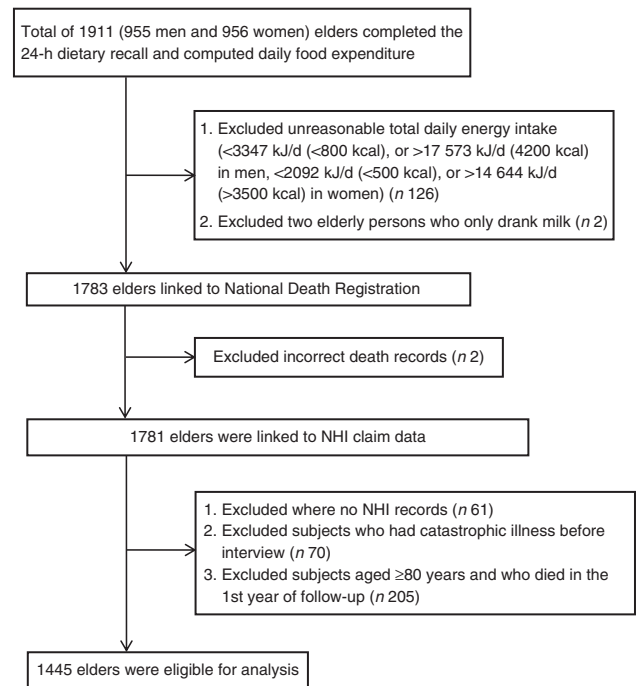 Total of 1911 (955 men and 956 women) elders completed the
24-h dietary recall and computed daily food expenditure
1. Excluded unreasonable total daily energy intake
(<3347 kJ/d (<800 kcal), or >17 573 kJ/d (4200 kcal)
in men, <2092 kJ/d (<500 kcal), or >14 644 kJ/d
(>3500 kcal) in women) (n 126)
2. Excluded two elderly persons who only drank milk (n 2)
1783 elders linked to National Death Registration
Excluded incorrect death records (n 2)
1781 elders were linked to NHI claim data
1. Excluded where no NHI records (n 61)
2. Excluded subjects who had catastrophic illness before
interview (n 70)
3. Excluded subjects aged ≥80 years and who died in the
1st year of follow-up (n 205)
1445 elders were eligible for analysis